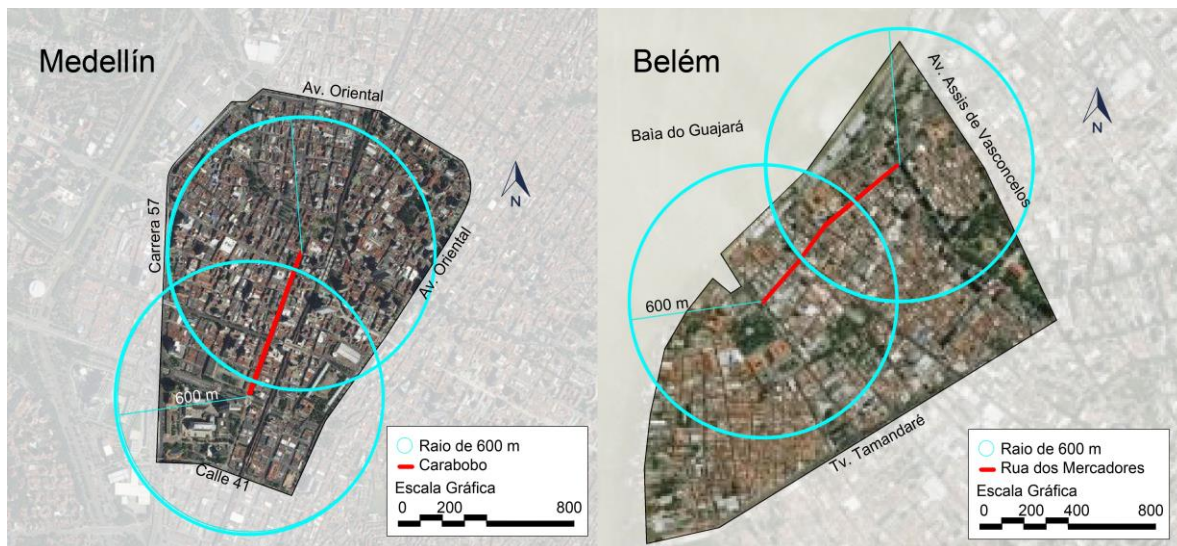 Medellín
Av. Oriental
N
Carrera 57
Av. Oriental
600 m
Calle 41
Raio de 600 m
Carabobo
Escala Gráfica
0 200 800
Belém
Av. Assis de Vasconcelos
Baìa do Guajará
N
600 m
Tv. Tamandaré
Raio de 600 m
Rua dos Mercadores
Escala Gráfica
0 200 400 800